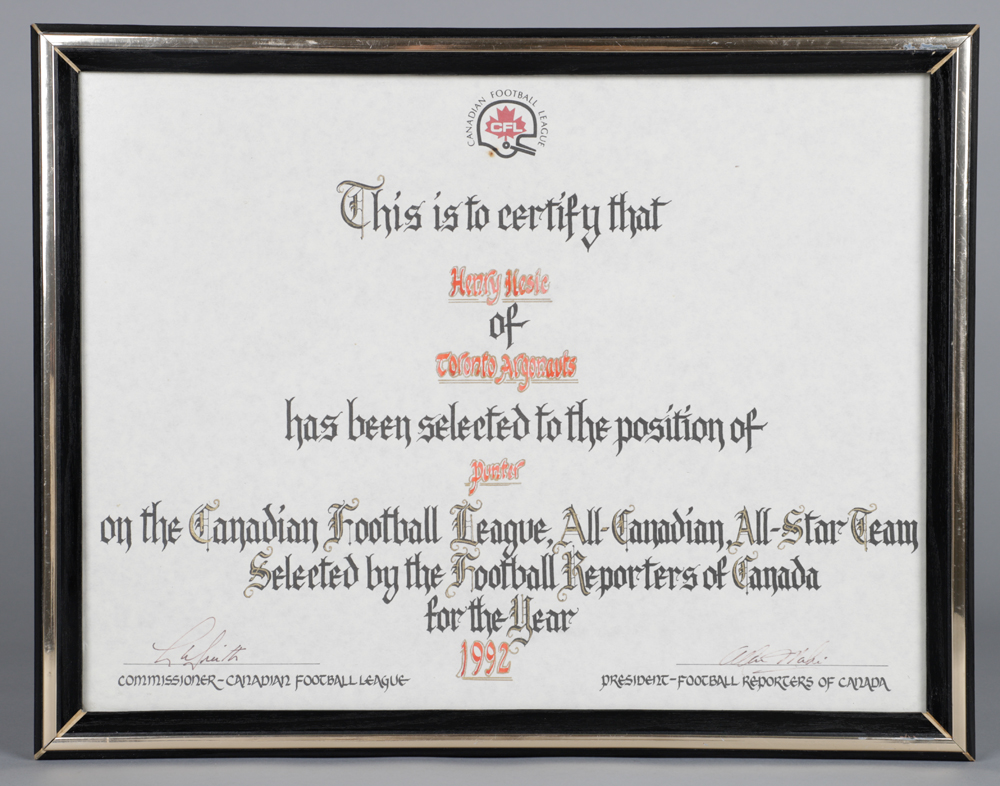 CANADIAN FOOTBALL LEAGUE
CFL
This is to certify that
Henry Nosic
of
Toronto Argonauts
has been selected to the position of
Punter
on the Canadian Football League, All-Canadian, All-Star Team
Selected by the Football Reporters of Canada
for the Year
1992
COMMISSIONER-CANADIAN FOOTBALL LEAGUE
PRESIDENT-FOOTBALL REPORTERS OF CANADA